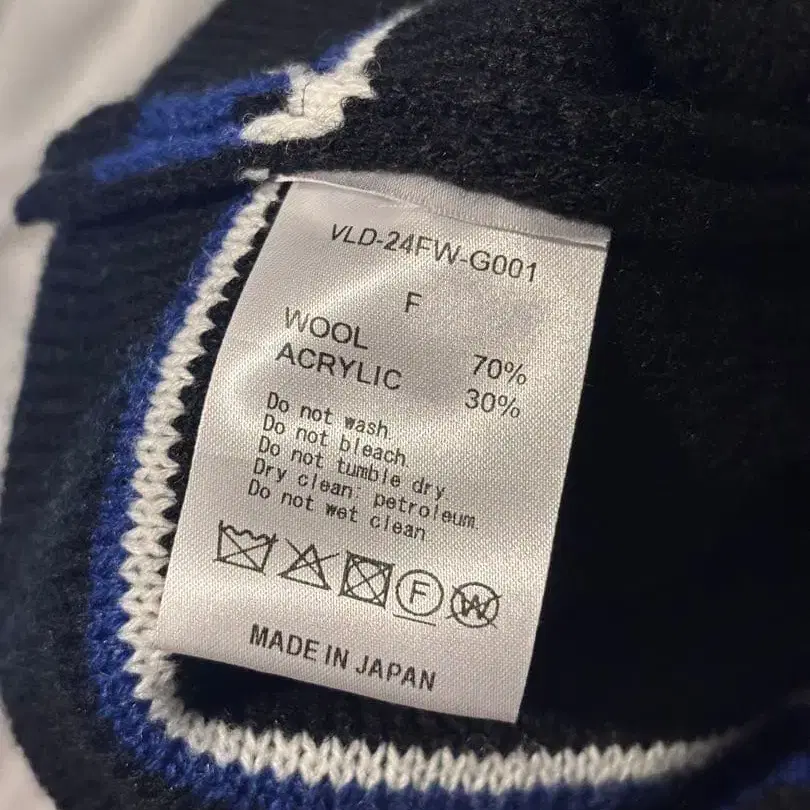 VLD-24FW-G001
F
WOOL 70%
ACRYLIC 30%
Do not wash.
Do not bleach.
Do not tumble dry.
Dry clean: petroleum.
Do not wet clean
F W
MADE IN JAPAN